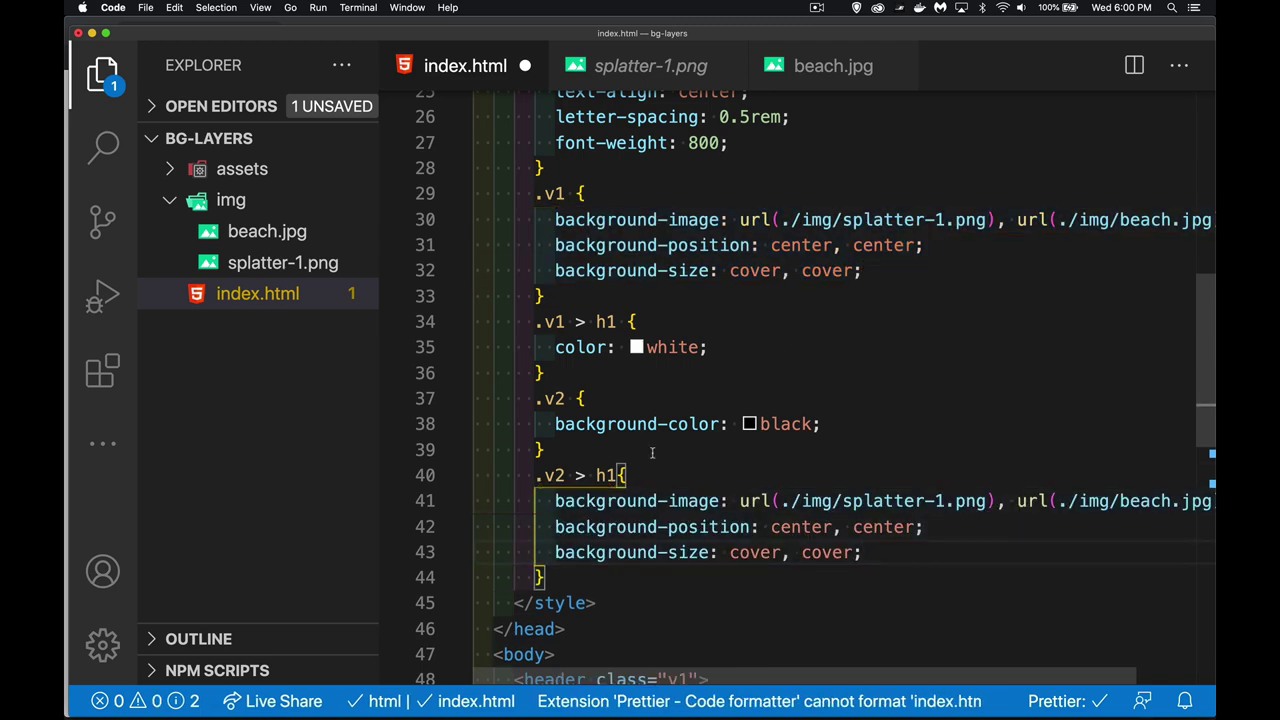 Code File Edit Selection View Go Run Terminal Window Help 100% Wed 6:00 PM
index.html — bg-layers
EXPLORER
index.html
splatter-1.png
beach.jpg
1
OPEN EDITORS 1 UNSAVED
BG-LAYERS
assets
img
beach.jpg
splatter-1.png
index.html 1
OUTLINE
NPM SCRIPTS
25 text-align: center;
26 letter-spacing: 0.5rem;
27 font-weight: 800;
28 }
29 .v1 {
30 background-image: url(./img/splatter-1.png), url(./img/beach.jpg
31 background-position: center, center;
32 background-size: cover, cover;
33 }
34 .v1 > h1 {
35 color: white;
36 }
37 .v2 {
38 background-color: black;
39 }
40 .v2 > h1{
41 background-image: url(./img/splatter-1.png), url(./img/beach.jpg
42 background-position: center, center;
43 background-size: cover, cover;
44 }
45 </style>
46 </head>
47 <body>
48 <header class="v1">
0 0 2 Live Share html index.html Extension 'Prettier - Code formatter' cannot format 'index.htn Prettier: